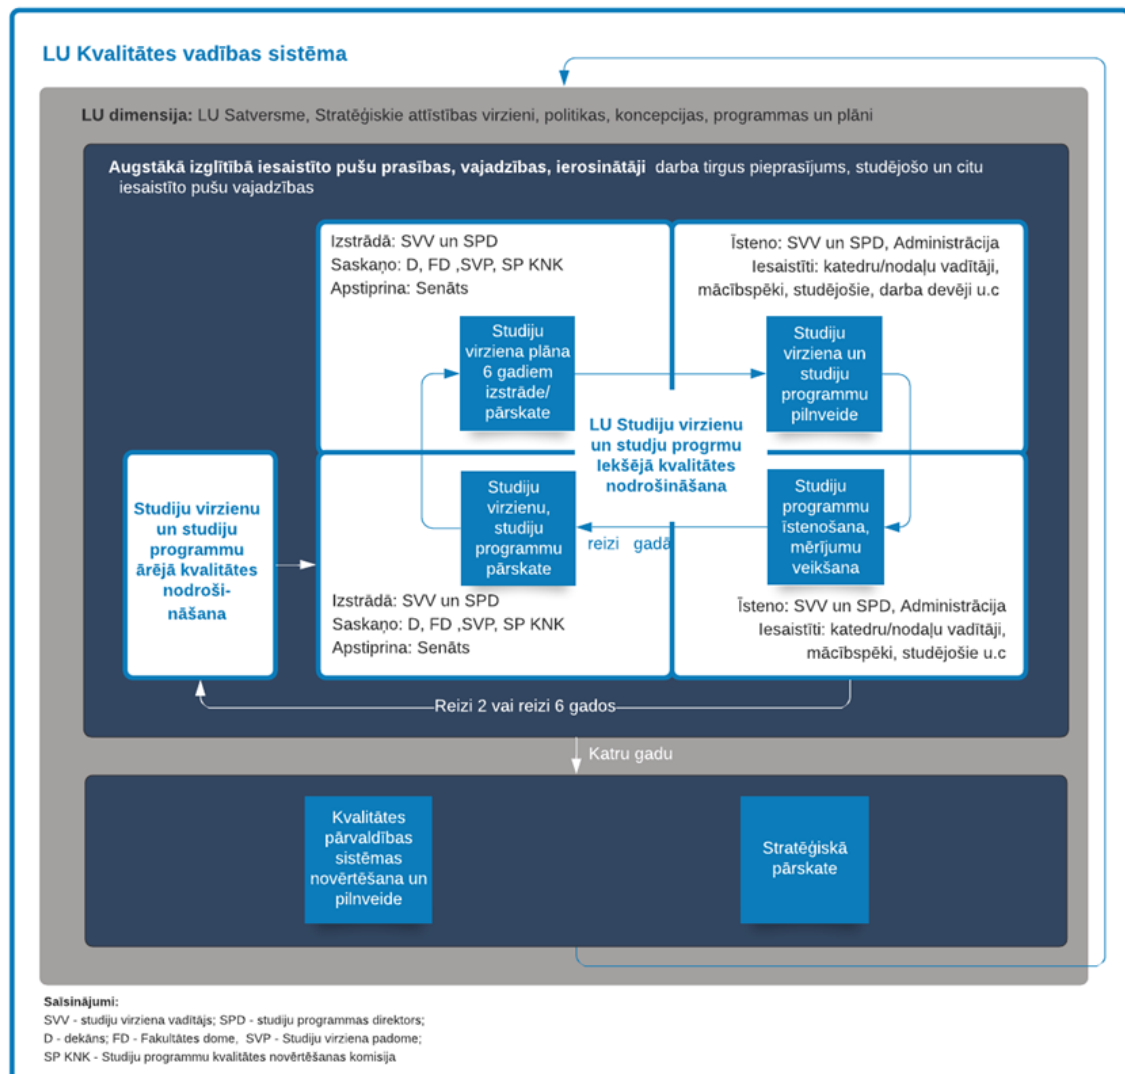 LU Kvalitātes vadības sistēma
LU dimensija: LU Satversme, Stratēģiskie attīstības virzieni, politikas, koncepcijas, programmas un plāni
Augstākā izglītībā iesaistīto pušu prasības, vajadzības, ierosinātāji darba tirgus pieprasījums, studējošo un citu
iesaistīto pušu vajadzības
Izstrādā: SVV un SPD
Saskaņo: D, FD ,SVP, SP KNK
Apstiprina: Senāts
Īsteno: SVV un SPD, Administrācija
Iesaistīti: katedru/nodaļu vadītāji,
mācībspēki, studējošie, darba devēji u.c
Studiju
virziena plāna
6 gadiem
izstrāde/
pārskate
Studiju
virziena un
studiju
programmu
pilnveide
LU Studiju virzienu
un studju progrmu
Iekšējā kvalitātes
nodrošināšana
Studiju virzienu
un studiju
programmu
ārējā kvalitātes
nodroši-
nāšana
Studiju
virzienu,
studiju
programmu
pārskate
reizi gadā
Studiju
programmu
īstenošana,
mērījumu
veikšana
Izstrādā: SVV un SPD
Saskaņo: D, FD ,SVP, SP KNK
Apstiprina: Senāts
Īsteno: SVV un SPD, Administrācija
Iesaistīti: katedru/nodaļu vadītāji,
mācībspēki, studējošie u.c
Reizi 2 vai reizi 6 gados
Katru gadu
Kvalitātes
pārvaldības
sistēmas
novērtēšana un
pilnveide
Stratēģiskā
pārskate
Saīsinājumi:
SVV - studiju virziena vadītājs; SPD - studiju programmas direktors;
D - dekāns; FD - Fakultātes dome, SVP - Studiju virziena padome;
SP KNK - Studiju programmu kvalitātes novērtēšanas komisija